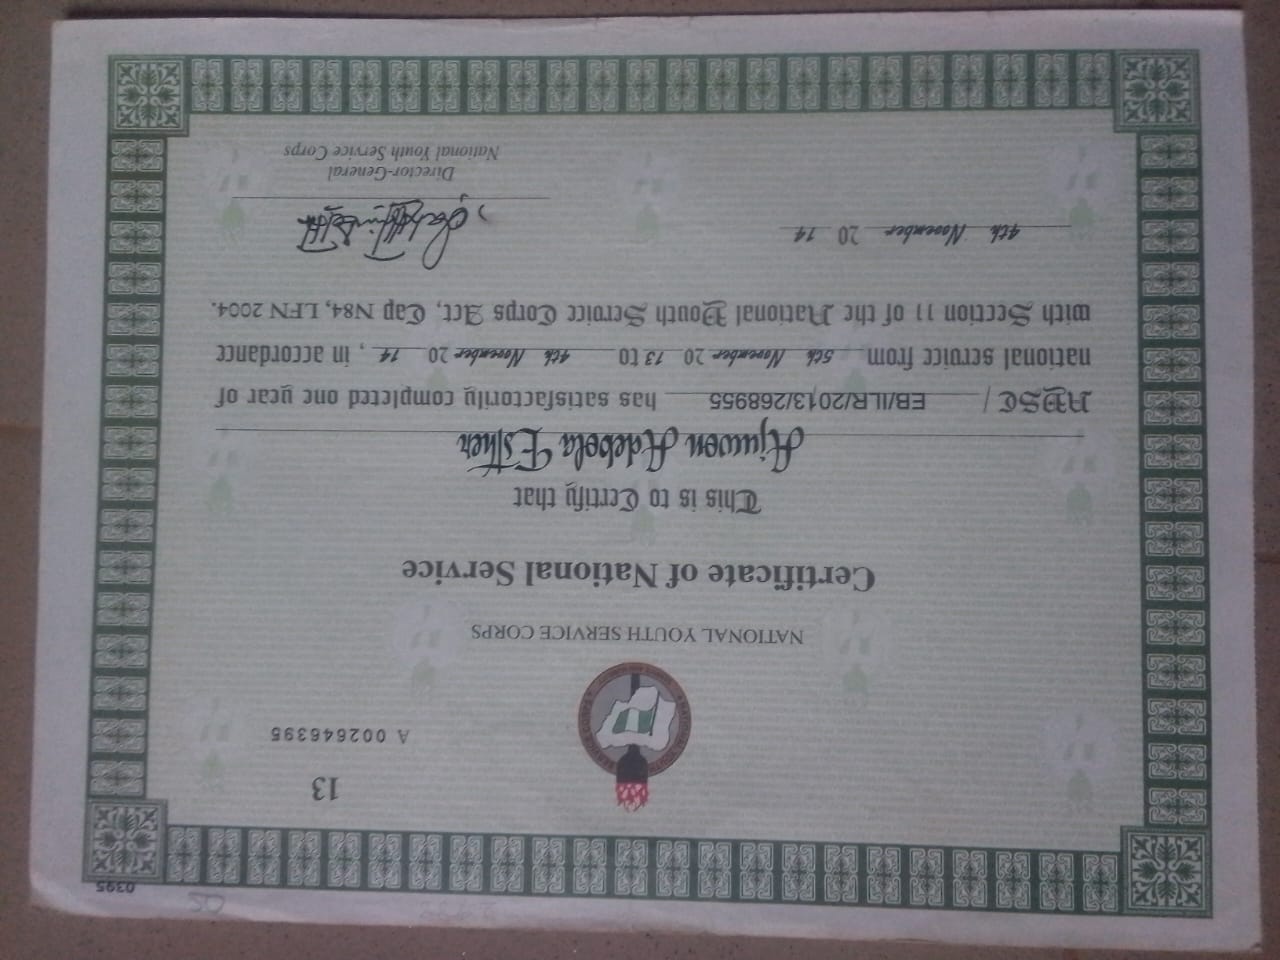 0395
13
A 002646395
NATIONAL YOUTH SERVICE CORPS
Certificate of National Service
This is to Certify that
Ajuwon Adebola Esther
NYSC/ EB/ILR/2013/268955 has satisfactorily completed one year of
national service from 5th November 20 13 to 4th November 20 14, in accordance
with Section 11 of the National Youth Service Corps Act, Cap N84, LFN 2004.
4th November 20 14
Director-General
National Youth Service Corps